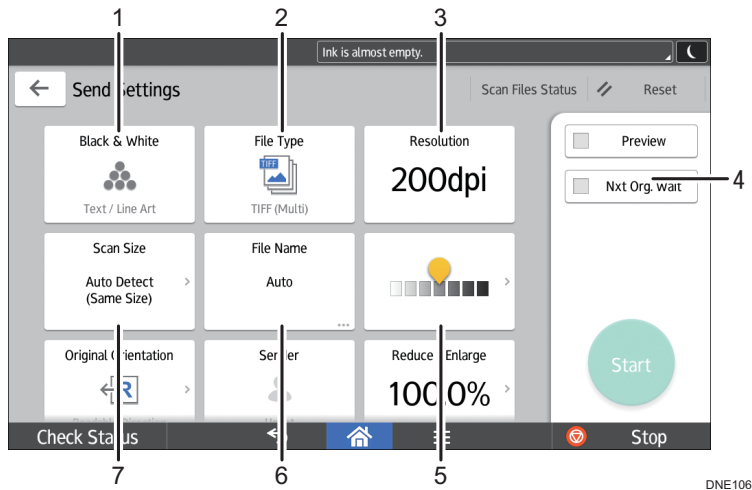 1 2 3
Ink is almost empty.
Send Settings
Scan Files Status
Reset
Black & White
File Type
Resolution
Preview
TIFF
200dpi
4
Nxt Org. Wait
Text / Line Art
TIFF (Multi)
Scan Size
File Name
Auto Detect
(Same Size)
Auto
Original Orientation
Sender
Reduce / Enlarge
R
100.0%
Start
Check Status
Stop
7 6 5
DNE106